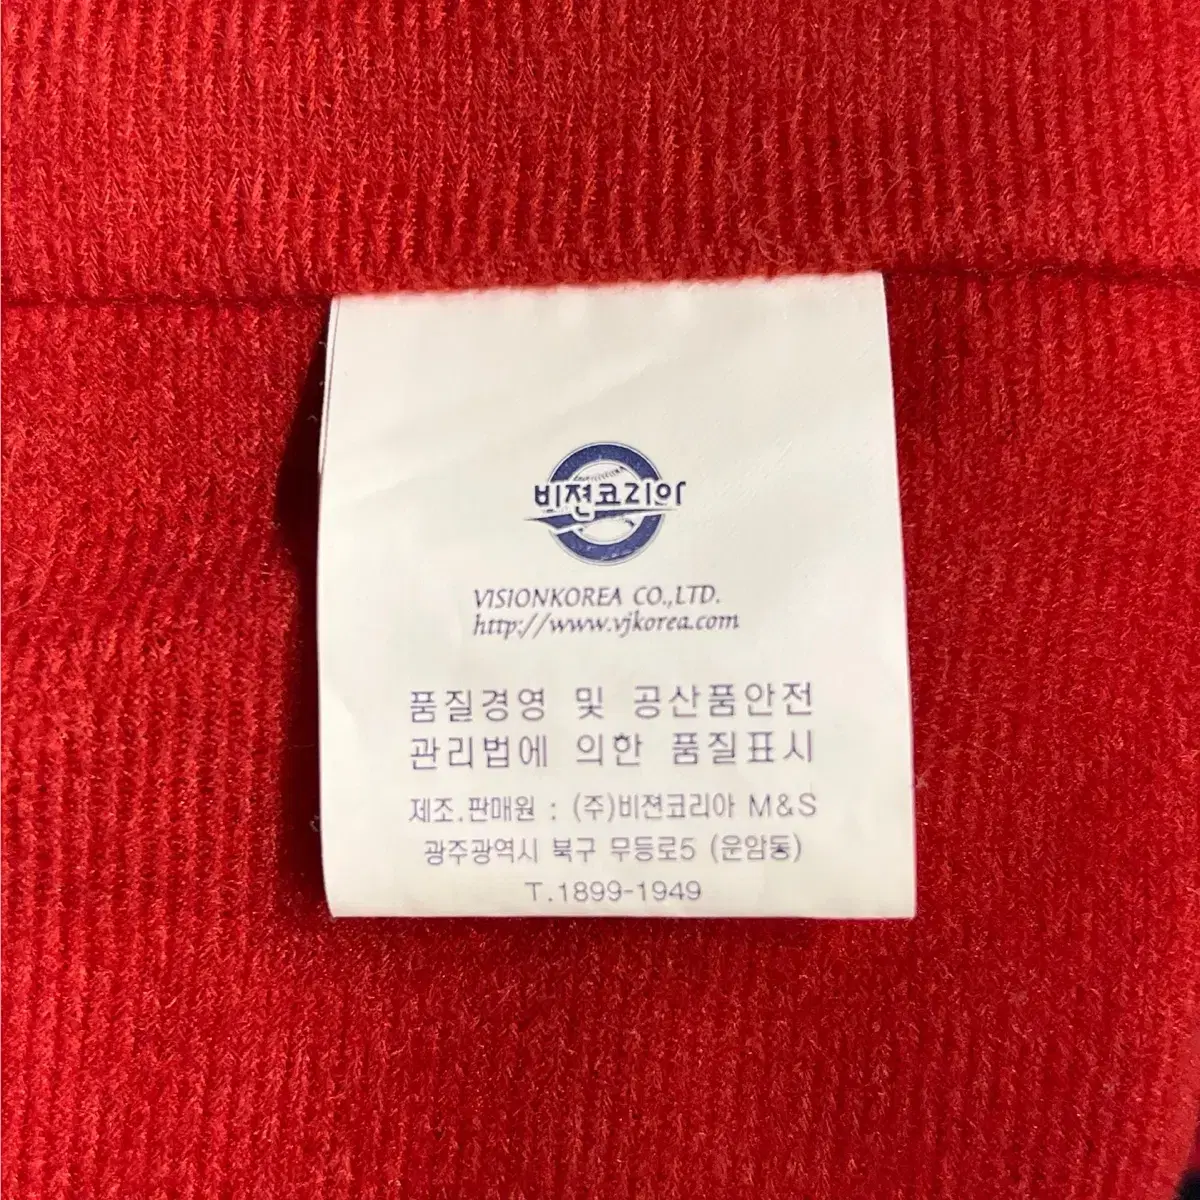 비젼코리아
VISIONKOREA CO.,LTD.
http://www.vjkorea.com
품질경영 및 공산품안전
관리법에 의한 품질표시
제조.판매원 : (주)비젼코리아 M&S
광주광역시 북구 무등로5 (운암동)
T.1899-1949